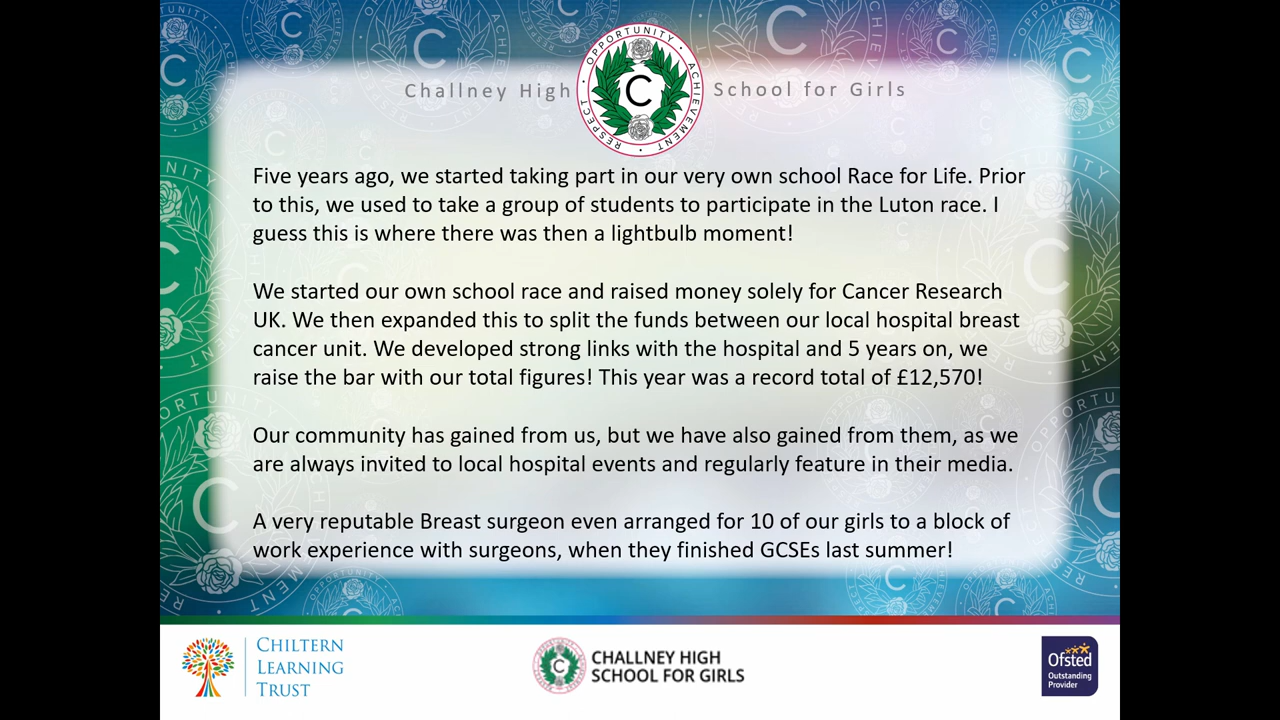 Challney High School for Girls
OPPORTUNITY · ACHIEVEMENT · RESPECT
C
Five years ago, we started taking part in our very own school Race for Life. Prior
to this, we used to take a group of students to participate in the Luton race. I
guess this is where there was then a lightbulb moment!
We started our own school race and raised money solely for Cancer Research
UK. We then expanded this to split the funds between our local hospital breast
cancer unit. We developed strong links with the hospital and 5 years on, we
raise the bar with our total figures! This year was a record total of £12,570!
Our community has gained from us, but we have also gained from them, as we
are always invited to local hospital events and regularly feature in their media.
A very reputable Breast surgeon even arranged for 10 of our girls to a block of
work experience with surgeons, when they finished GCSEs last summer!
CHILTERN
LEARNING
TRUST
C
CHALLNEY HIGH
SCHOOL FOR GIRLS
Ofsted
Outstanding
Provider